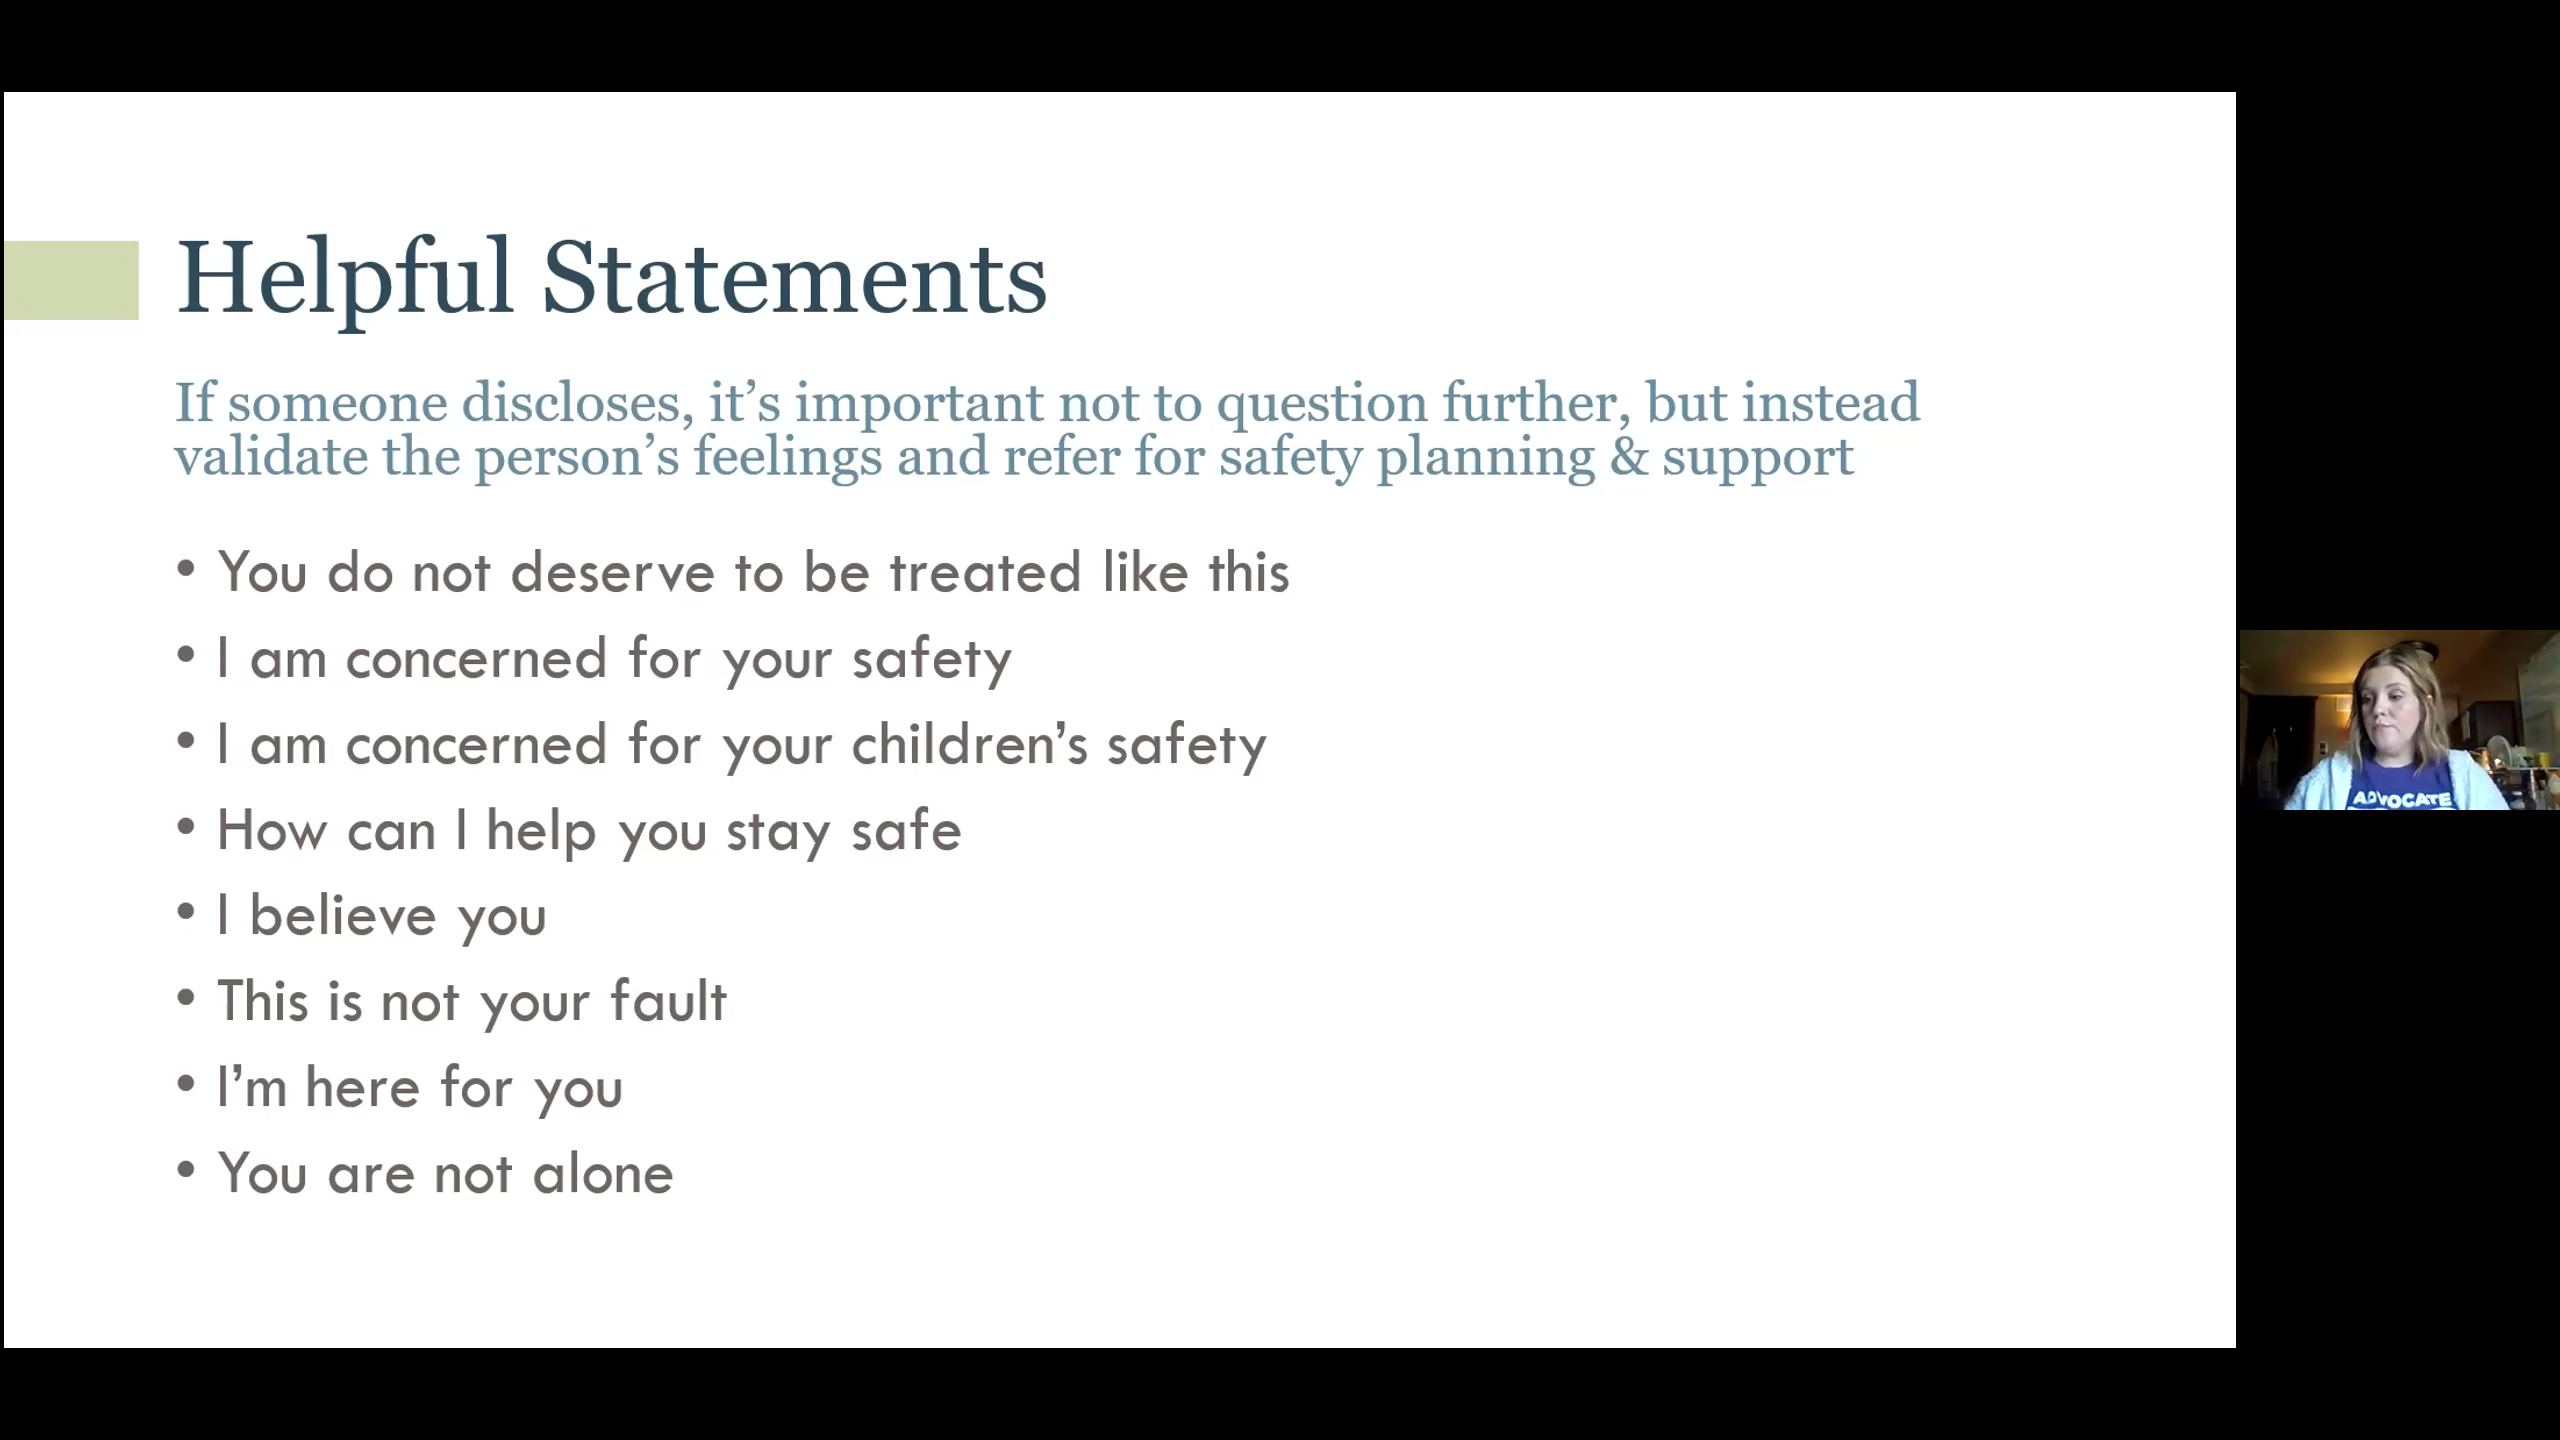 Helpful Statements
If someone discloses, it’s important not to question further, but instead
validate the person’s feelings and refer for safety planning & support
• You do not deserve to be treated like this
• I am concerned for your safety
• I am concerned for your children’s safety
• How can I help you stay safe
• I believe you
• This is not your fault
• I’m here for you
• You are not alone
ADVOCATE